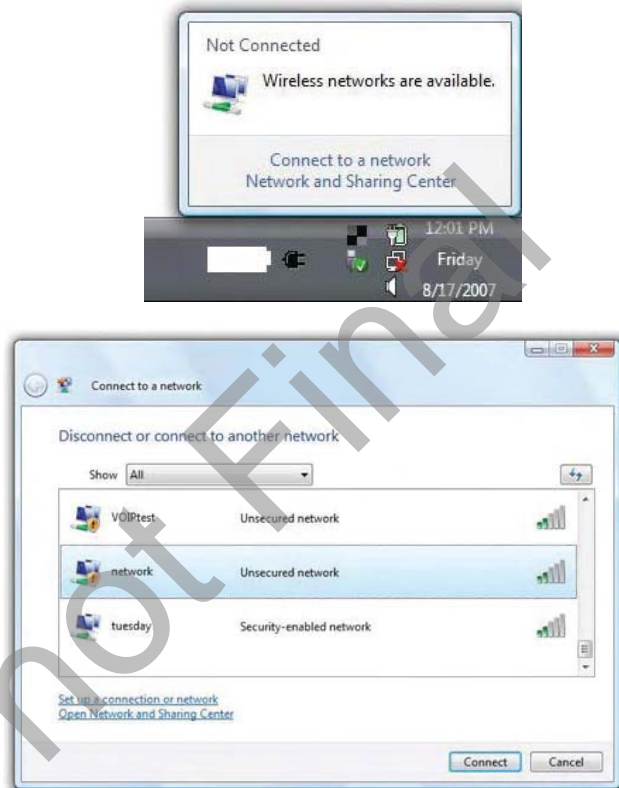 Not Connected
Wireless networks are available.
Connect to a network
Network and Sharing Center
12:01 PM
Friday
8/17/2007
Connect to a network
Disconnect or connect to another network
Show All
VOIPtest Unsecured network
network Unsecured network
tuesday Security-enabled network
Set up a connection or network
Open Network and Sharing Center
Connect Cancel
not Final